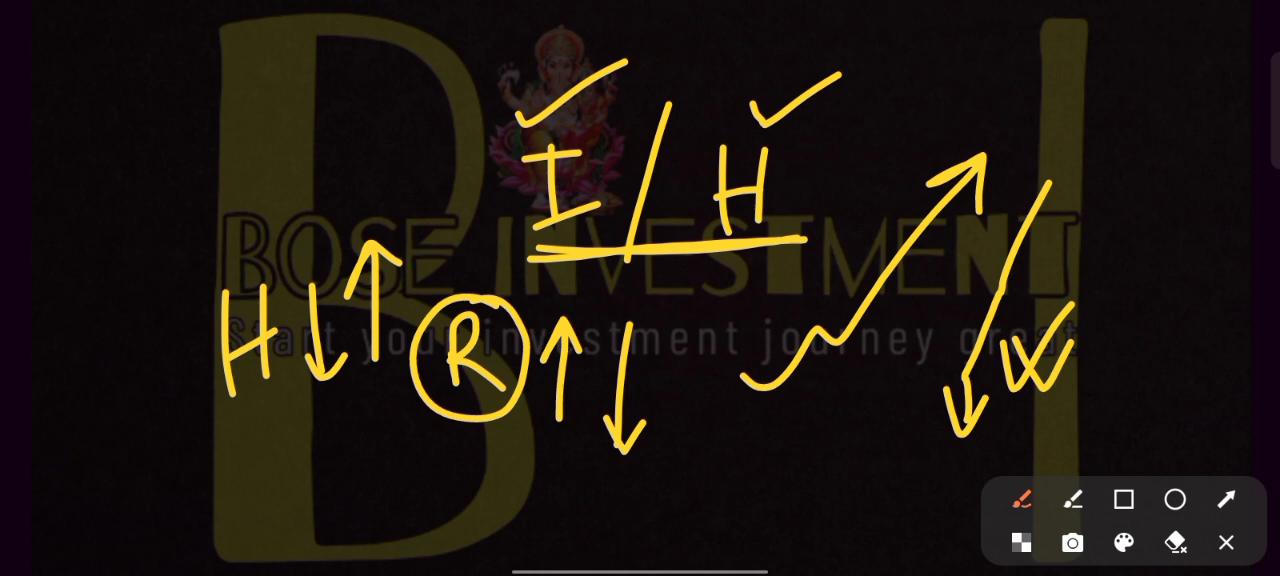 I / H
BOSE INVESTMENT
H ↓ ↑ R ↑ ↓ W
Start your investment journey great